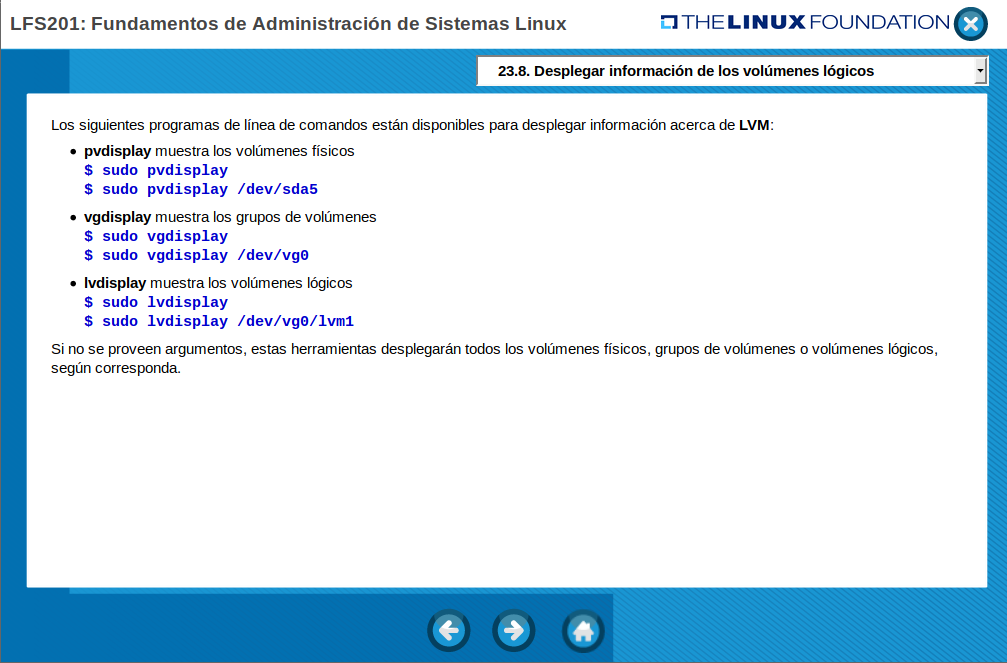 LFS201: Fundamentos de Administración de Sistemas Linux
THE LINUX FOUNDATION
23.8. Desplegar información de los volúmenes lógicos
Los siguientes programas de línea de comandos están disponibles para desplegar información acerca de LVM:
• pvdisplay muestra los volúmenes físicos
$ sudo pvdisplay
$ sudo pvdisplay /dev/sda5
• vgdisplay muestra los grupos de volúmenes
$ sudo vgdisplay
$ sudo vgdisplay /dev/vg0
• lvdisplay muestra los volúmenes lógicos
$ sudo lvdisplay
$ sudo lvdisplay /dev/vg0/lvm1
Si no se proveen argumentos, estas herramientas desplegarán todos los volúmenes físicos, grupos de volúmenes o volúmenes lógicos,
según corresponda.